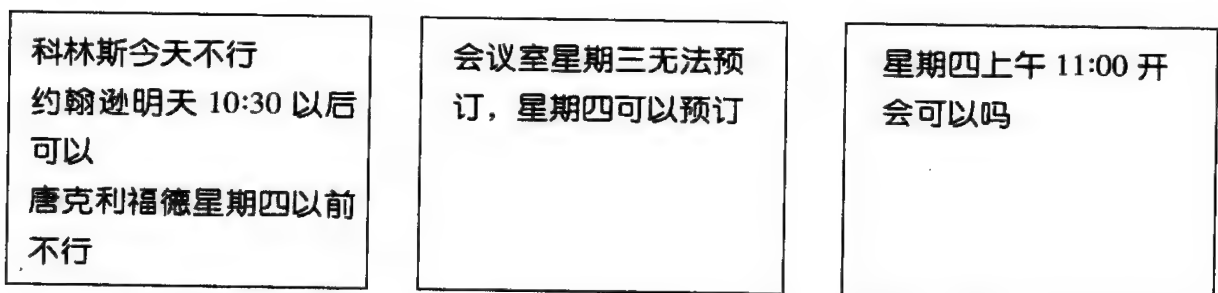 科林斯今天不行
约翰逊明天 10:30 以后
可以
唐克利福德星期四以前
不行
会议室星期三无法预
订，星期四可以预订
星期四上午 11:00 开
会可以吗